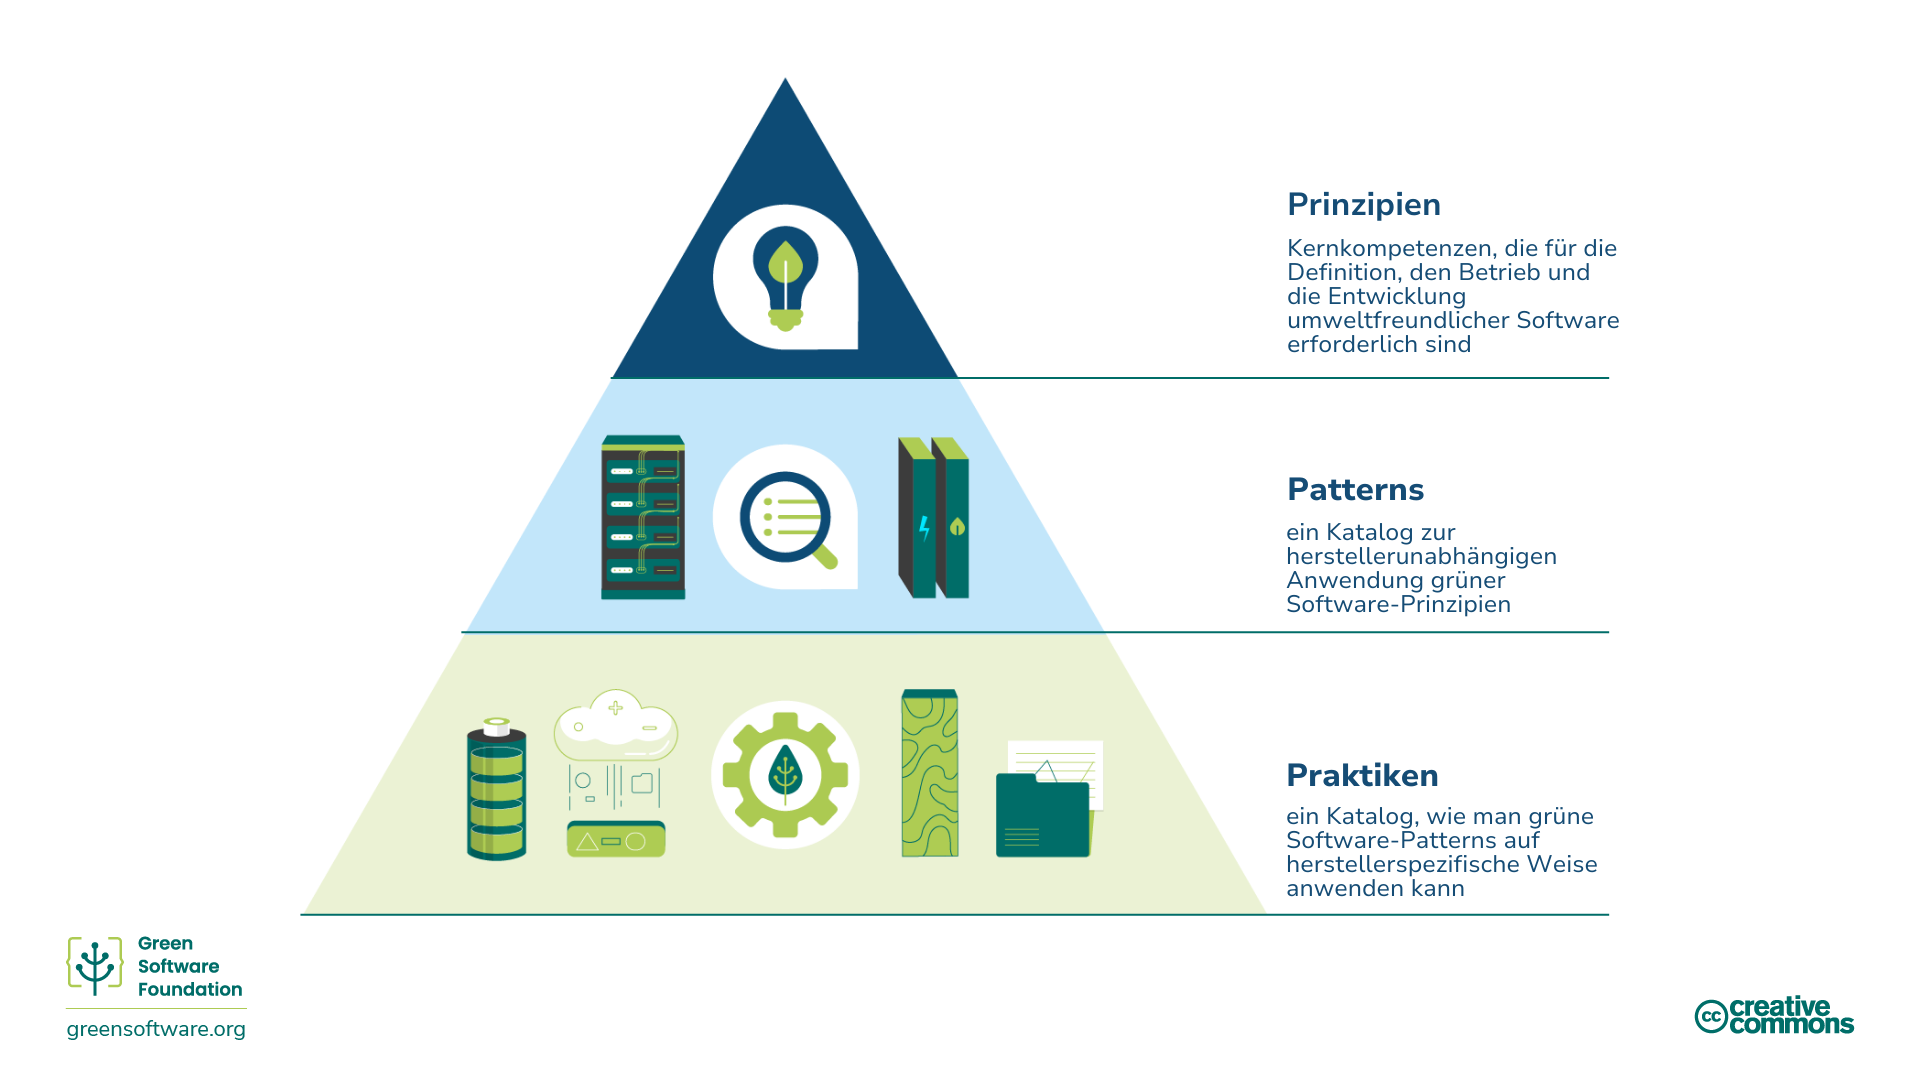 Prinzipien
Kernkompetenzen, die für die
Definition, den Betrieb und
die Entwicklung
umweltfreundlicher Software
erforderlich sind
Patterns
ein Katalog zur
herstellerunabhängigen
Anwendung grüner
Software-Prinzipien
Praktiken
ein Katalog, wie man grüne
Software-Patterns auf
herstellerspezifische Weise
anwenden kann
Green
Software
Foundation
greensoftware.org
cc creative
commons